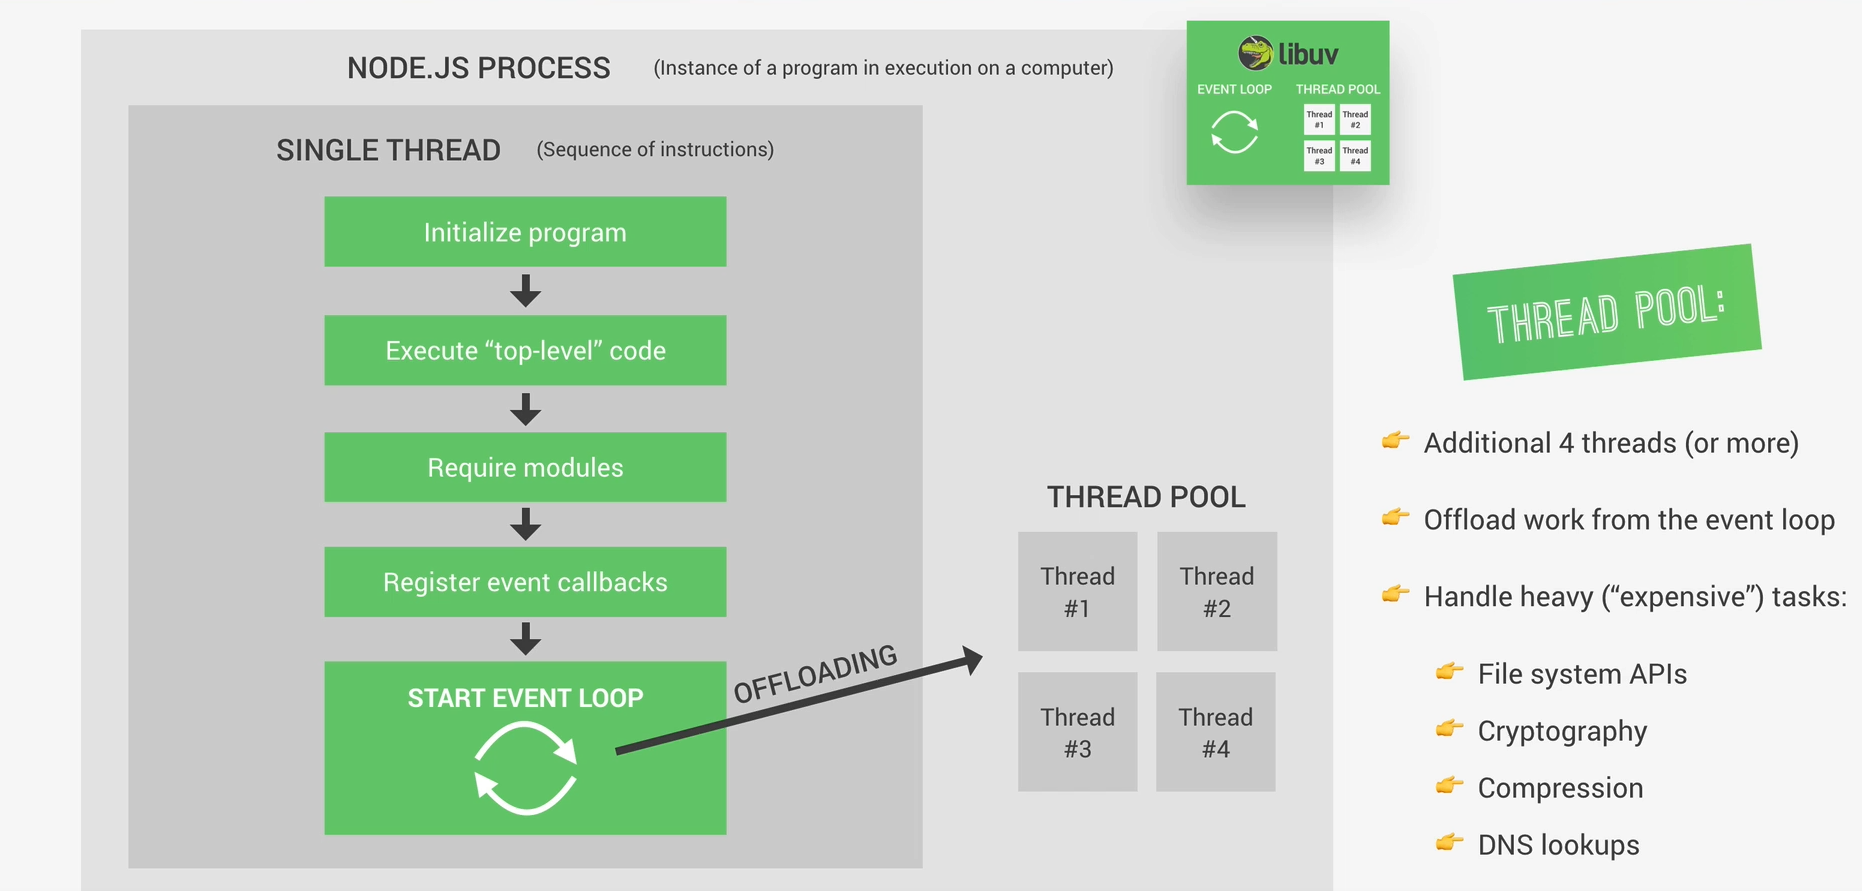 NODE.JS PROCESS (Instance of a program in execution on a computer)
libuv
EVENT LOOP THREAD POOL
Thread #1
Thread #2
Thread #3
Thread #4
SINGLE THREAD (Sequence of instructions)
Initialize program
Execute “top-level” code
Require modules
Register event callbacks
START EVENT LOOP
OFFLOADING
THREAD POOL
Thread
#1
Thread
#2
Thread
#3
Thread
#4
THREAD POOL:
Additional 4 threads (or more)
Offload work from the event loop
Handle heavy (“expensive”) tasks:
File system APIs
Cryptography
Compression
DNS lookups